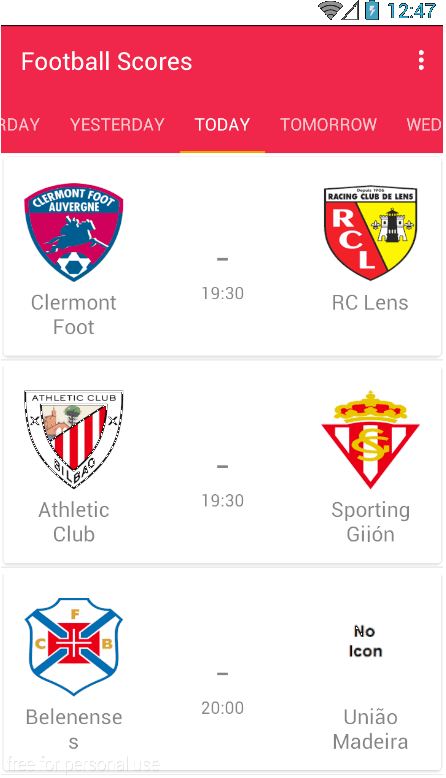 12:47
Football Scores
RDAY YESTERDAY TODAY TOMORROW WED
CLERMONT FOOT
AUVERGNE
Depuis 1906
RACING CLUB DE LENS
RCL
-
19:30
Clermont
Foot
RC Lens
ATHLETIC CLUB
BILBAO
SG
-
19:30
Athletic
Club
Sporting
Gijón
F
C B
No
Icon
-
20:00
Belenense
s
União
Madeira
free for personal use